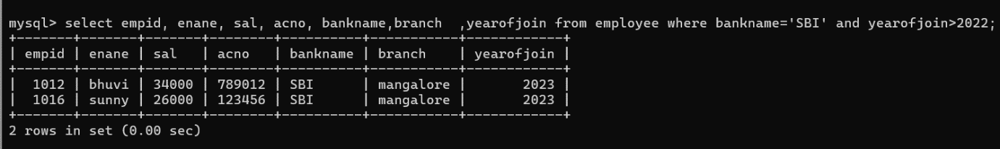 mysql> select empid, enane, sal, acno, bankname,branch  ,yearofjoin from employee where bankname='SBI' and yearofjoin>2022;
+-------+-------+-------+--------+----------+-----------+------------+
| empid | enane | sal   | acno   | bankname | branch    | yearofjoin |
+-------+-------+-------+--------+----------+-----------+------------+
|  1012 | bhuvi | 34000 | 789012 | SBI      | mangalore |       2023 |
|  1016 | sunny | 26000 | 123456 | SBI      | mangalore |       2023 |
+-------+-------+-------+--------+----------+-----------+------------+
2 rows in set (0.00 sec)